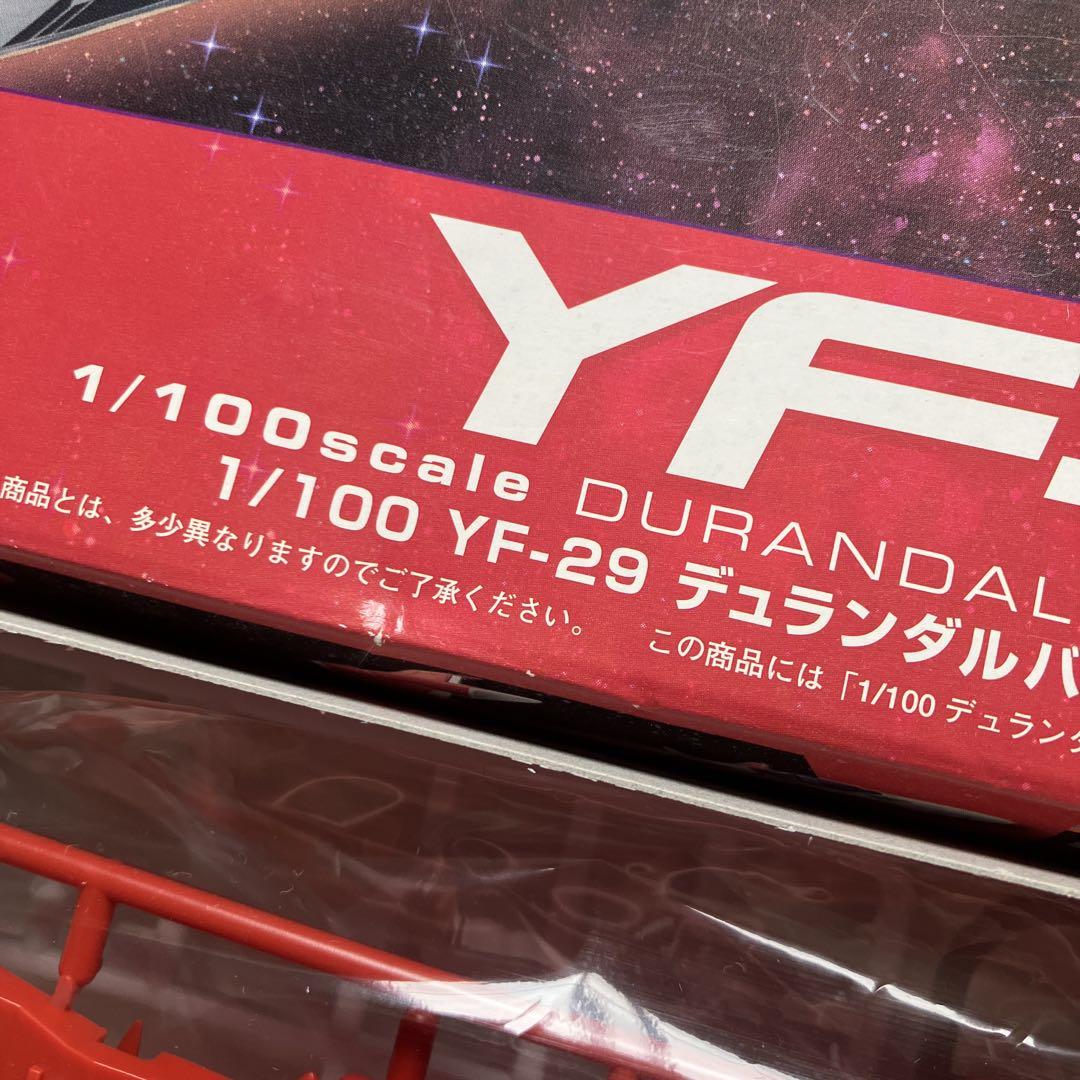 YF-
1/100scale DURANDAL
1/100 YF-29 デュランダルバ
商品とは、多少異なりますのでご了承ください。 この商品には「1/100 デュランダ